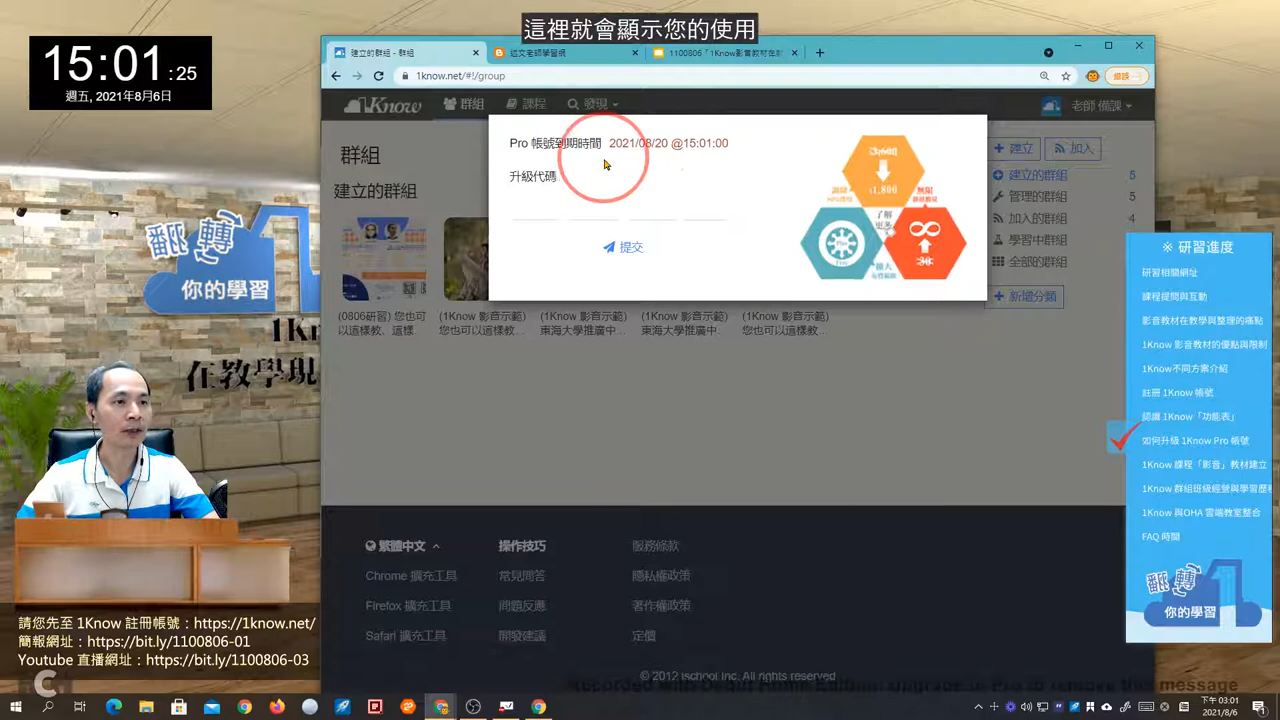 這裡就會顯示您的使用
15:01:25
週五, 2021年8月6日
建立的群組 - 群組
1know.net/#!/group
1Know
群組
課程
發現
老師 備課
群組
建立的群組
Pro 帳號到期時間 2021/08/20 @15:01:00
升級代碼
提交
了解
更多
建立
加入
建立的群組 5
管理的群組 5
加入的群組 4
學習中群組
全部的群組
新增分類
翻轉
你的學習
(0806研習) 您也
可以這樣教、這樣
(1Know 影音示範)
您也可以這樣教...
(1Know 影音示範)
東海大學推廣中...
(1Know 影音示範)
東海大學推廣中...
(1Know 影音示範)
您也可以這樣教...
※ 研習進度
研習相關網址
課程提問與互動
影音教材在教學與整理的痛點
1Know 影音教材的優點與限制
1Know不同方案介紹
註冊 1Know 帳號
認識 1Know「功能表」
如何升級 1Know Pro 帳號
1Know 課程「影音」教材建立
1Know 群組班級經營與學習歷程
1Know 與OHA 雲端教室整合
FAQ 時間
翻轉
你的學習
繁體中文
Chrome 擴充工具
Firefox 擴充工具
Safari 擴充工具
操作技巧
常見問答
問題反應
開發建議
服務條款
隱私權政策
著作權政策
定價
© 2012 ischool Inc. All rights reserved
請您先至 1Know 註冊帳號：https://1know.net/
簡報網址：https://bit.ly/1100806-01
Youtube 直播網址：https://bit.ly/1100806-03
下午 03:01
2021/8/6